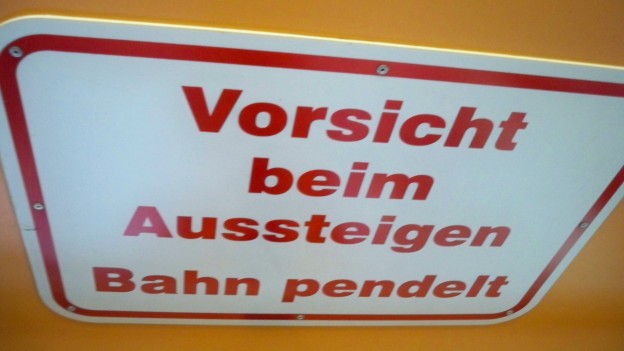 Vorsicht
beim
Aussteigen
Bahn pendelt